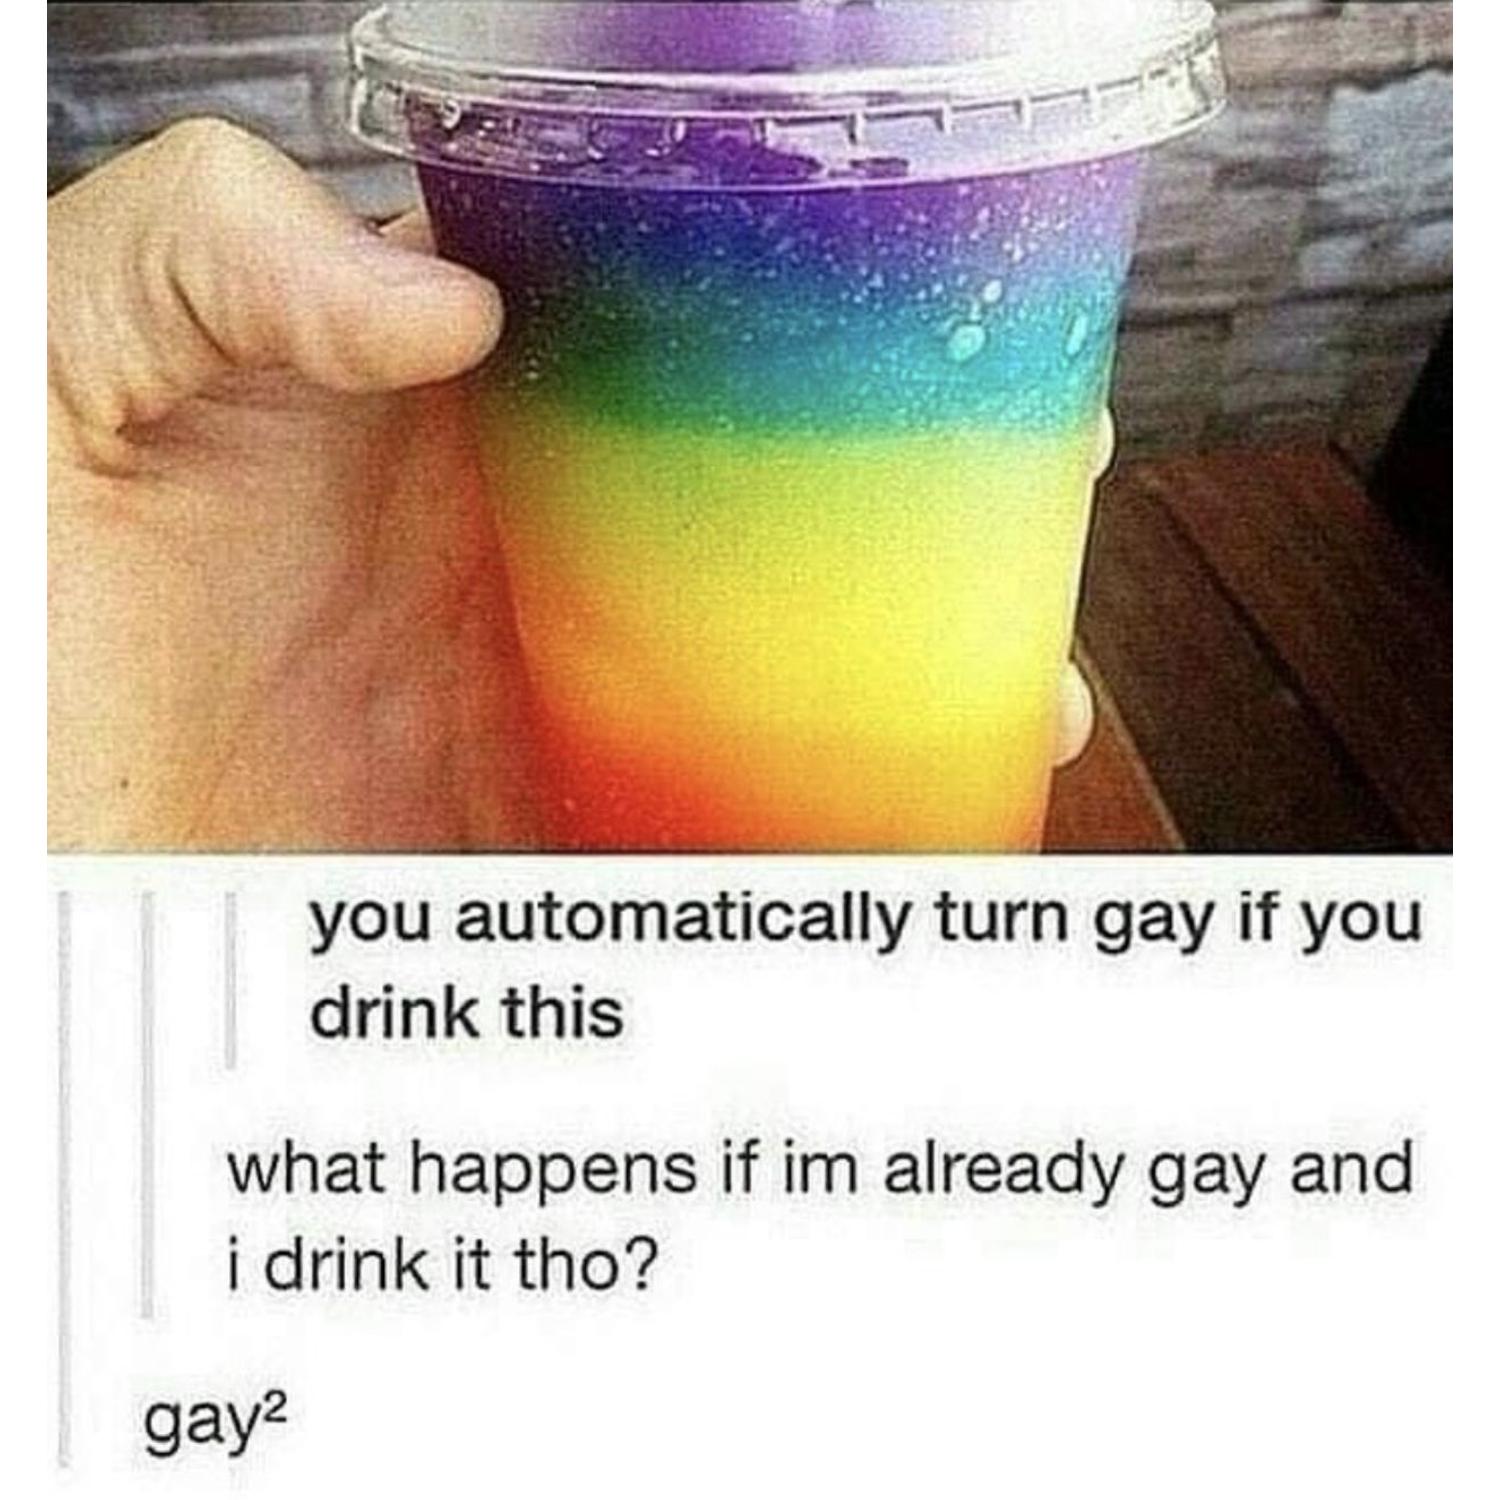 you automatically turn gay if you
drink this
what happens if im already gay and
i drink it tho?
gay²